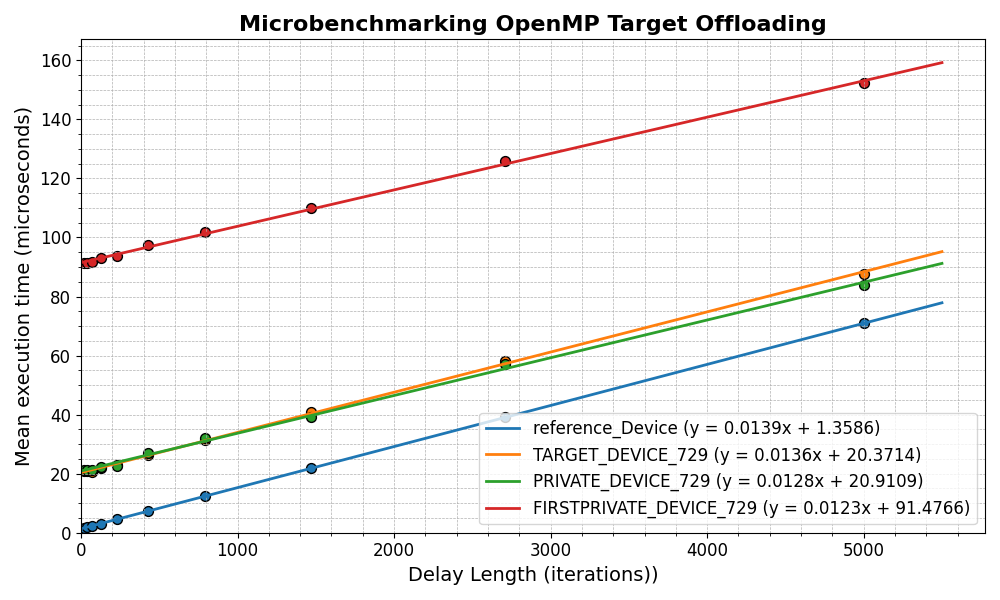 Microbenchmarking OpenMP Target Offloading
Mean execution time (microseconds)
160
140
120
100
80
60
40
20
0
reference_Device (y = 0.0139x + 1.3586)
TARGET_DEVICE_729 (y = 0.0136x + 20.3714)
PRIVATE_DEVICE_729 (y = 0.0128x + 20.9109)
FIRSTPRIVATE_DEVICE_729 (y = 0.0123x + 91.4766)
0 1000 2000 3000 4000 5000
Delay Length (iterations))